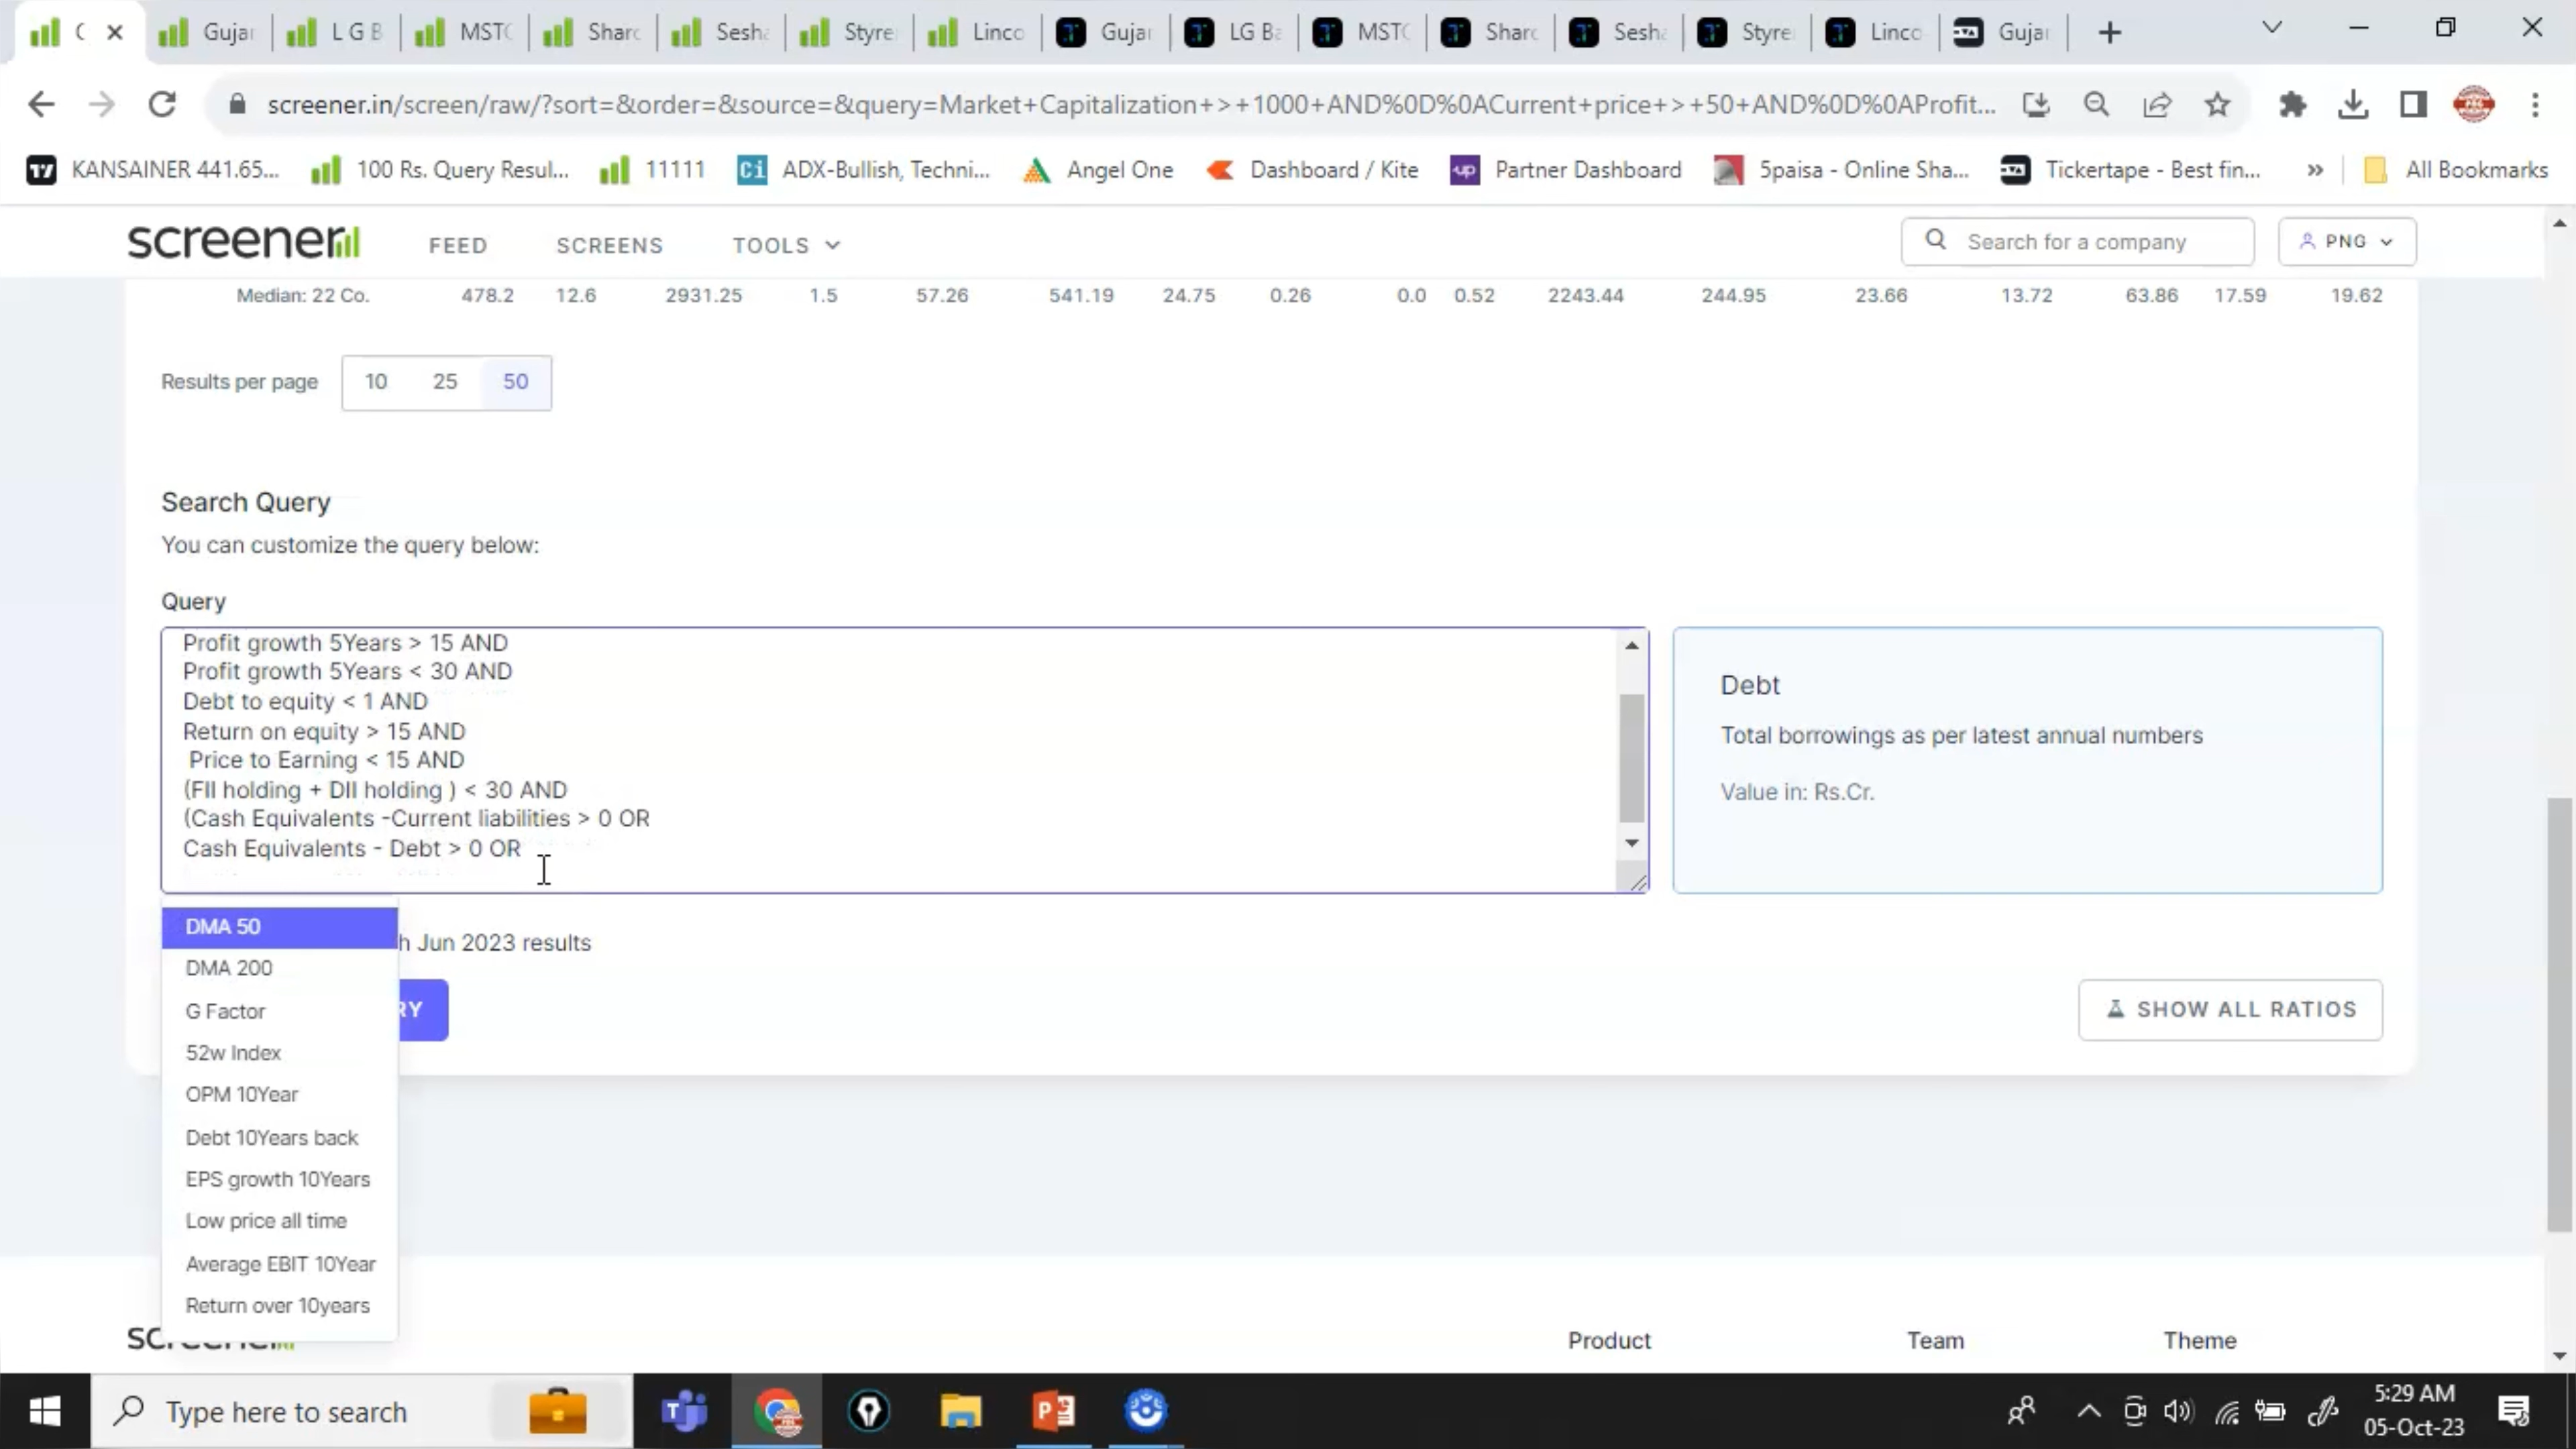 Gujar
L G B
MSTC
Sharc
Sesha
Styre
Linco
Gujar
LG Ba
MSTC
Sharc
Sesha
Styre
Linco
Gujar
screener.in/screen/raw/?sort=&order=&source=&query=Market+Capitalization+>+1000+AND%0D%0ACurrent+price+>+50+AND%0D%0AProfit...
KANSAINER 441.65...
100 Rs. Query Resul...
11111
Ci ADX-Bullish, Techni...
Angel One
Dashboard / Kite
up Partner Dashboard
5paisa - Online Sha...
Tickertape - Best fin...
»
All Bookmarks
screener
FEED
SCREENS
TOOLS
Search for a company
PNG
Median: 22 Co. 478.2 12.6 2931.25 1.5 57.26 541.19 24.75 0.26 0.0 0.52 2243.44 244.95 23.66 13.72 63.86 17.59 19.62
Results per page 10 25 50
Search Query
You can customize the query below:
Query
Profit growth 5Years > 15 AND
Profit growth 5Years < 30 AND
Debt to equity < 1 AND
Return on equity > 15 AND
Price to Earning < 15 AND
(FII holding + DII holding ) < 30 AND
(Cash Equivalents -Current liabilities > 0 OR
Cash Equivalents - Debt > 0 OR
Debt
Total borrowings as per latest annual numbers
Value in: Rs.Cr.
DMA 50
DMA 200
G Factor
52w Index
OPM 10Year
Debt 10Years back
EPS growth 10Years
Low price all time
Average EBIT 10Year
Return over 10years
h Jun 2023 results
RY
SHOW ALL RATIOS
Product
Team
Theme
Type here to search
5:29 AM
05-Oct-23